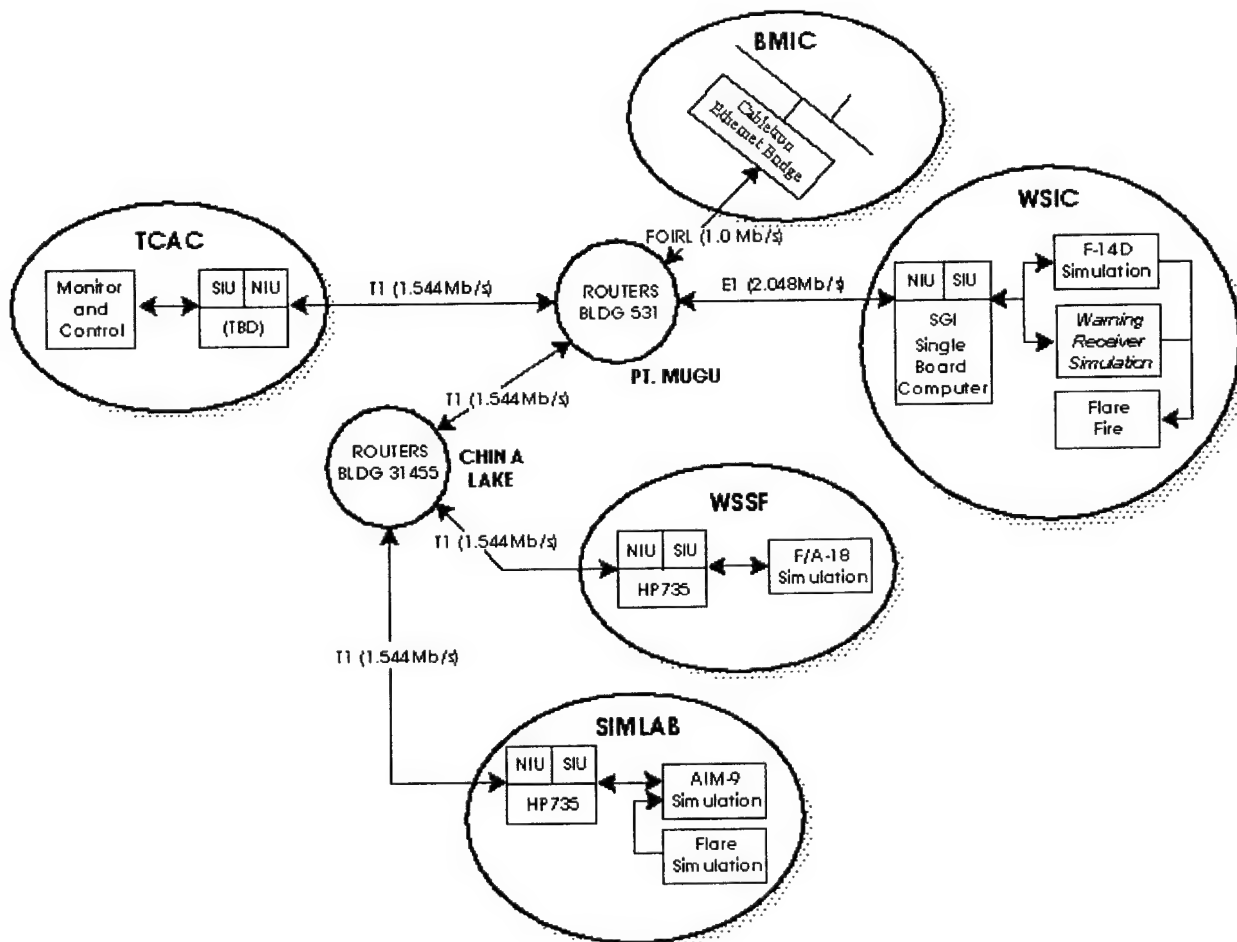 BMIC
Cabletron
Ethernet Bridge
FOIRL (1.0 Mb/s)
WSIC
NIU
SIU
SGI
Single
Board
Computer
F-14D
Simulation
Warning
Receiver
Simulation
Flare
Fire
TCAC
Monitor
and
Control
SIU
NIU
(TBD)
T1 (1.544Mb/s)
ROUTERS
BLDG 531
E1 (2.048Mb/s)
PT. MUGU
T1 (1.544Mb/s)
ROUTERS
BLDG 31455
CHINA
LAKE
T1 (1.544Mb/s)
WSSF
NIU
SIU
HP735
F/A-18
Simulation
T1 (1.544Mb/s)
SIMLAB
NIU
SIU
HP735
AIM-9
Simulation
Flare
Simulation